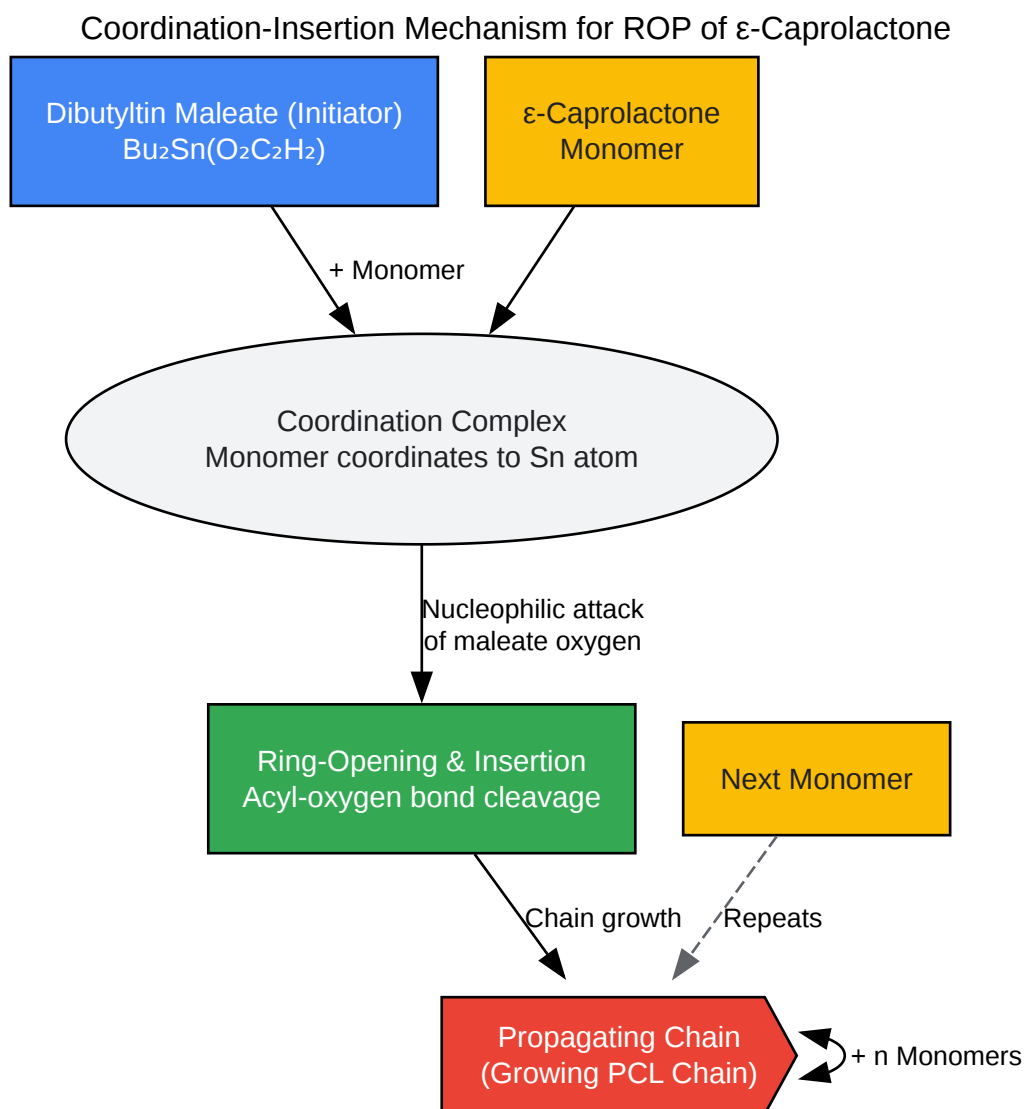 Coordination-Insertion Mechanism for ROP of ε-Caprolactone
Dibutyltin Maleate (Initiator)
Bu₂Sn(O₂C₂H₂)
ε-Caprolactone
Monomer
+ Monomer
Coordination Complex
Monomer coordinates to Sn atom
Nucleophilic attack
of maleate oxygen
Ring-Opening & Insertion
Acyl-oxygen bond cleavage
Next Monomer
Chain growth
Repeats
Propagating Chain
(Growing PCL Chain)
+ n Monomers